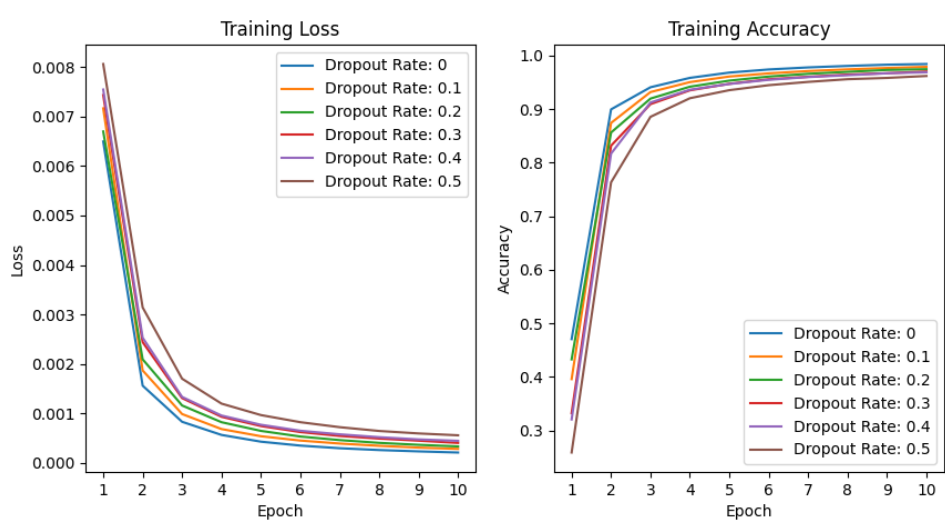 Training Loss
0.008
0.007
0.006
0.005
0.004
0.003
0.002
0.001
0.000
Loss
Dropout Rate: 0
Dropout Rate: 0.1
Dropout Rate: 0.2
Dropout Rate: 0.3
Dropout Rate: 0.4
Dropout Rate: 0.5
1 2 3 4 5 6 7 8 9 10
Epoch
Training Accuracy
1.0
0.9
0.8
0.7
0.6
0.5
0.4
0.3
Accuracy
Dropout Rate: 0
Dropout Rate: 0.1
Dropout Rate: 0.2
Dropout Rate: 0.3
Dropout Rate: 0.4
Dropout Rate: 0.5
1 2 3 4 5 6 7 8 9 10
Epoch